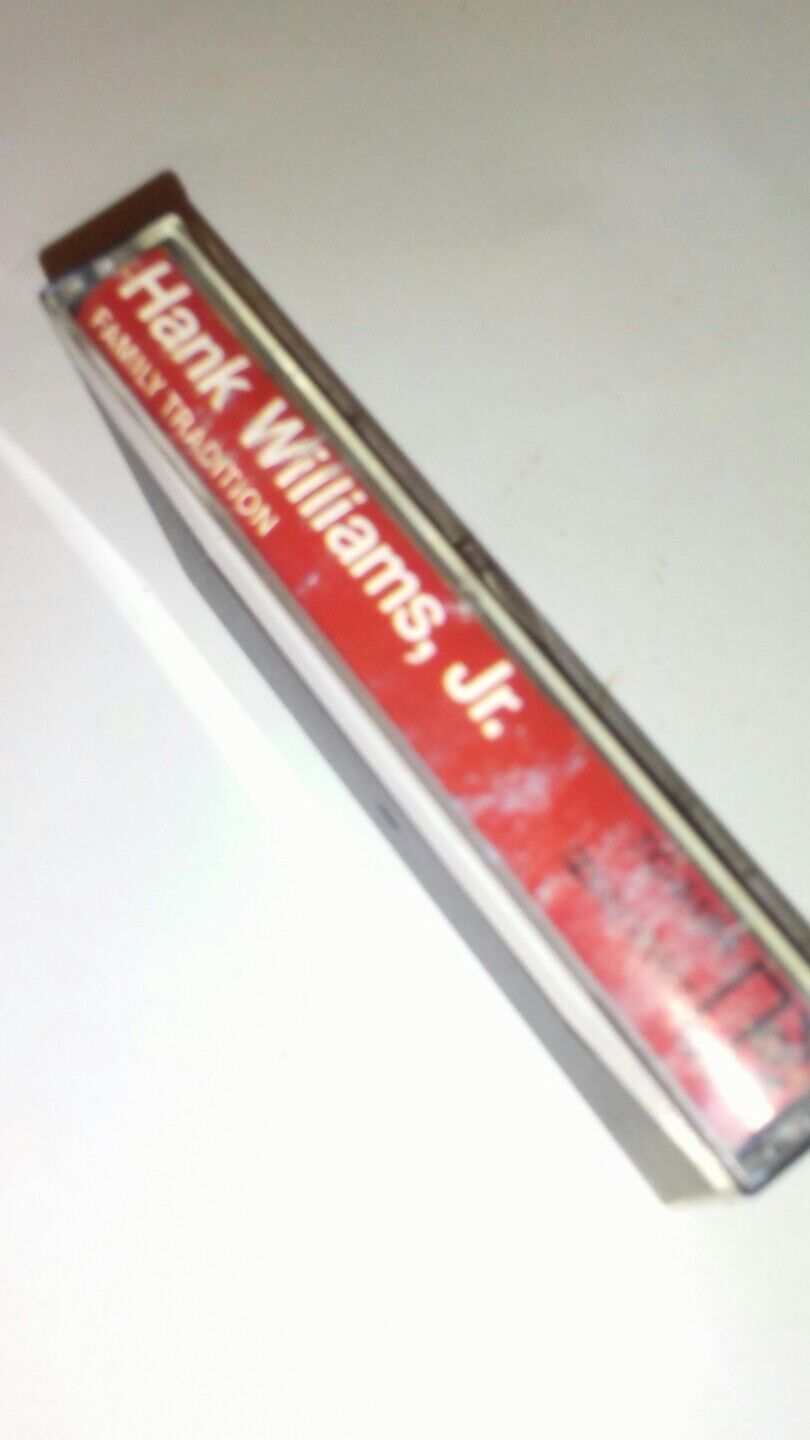 Hank Williams, Jr.
FAMILY TRADITION